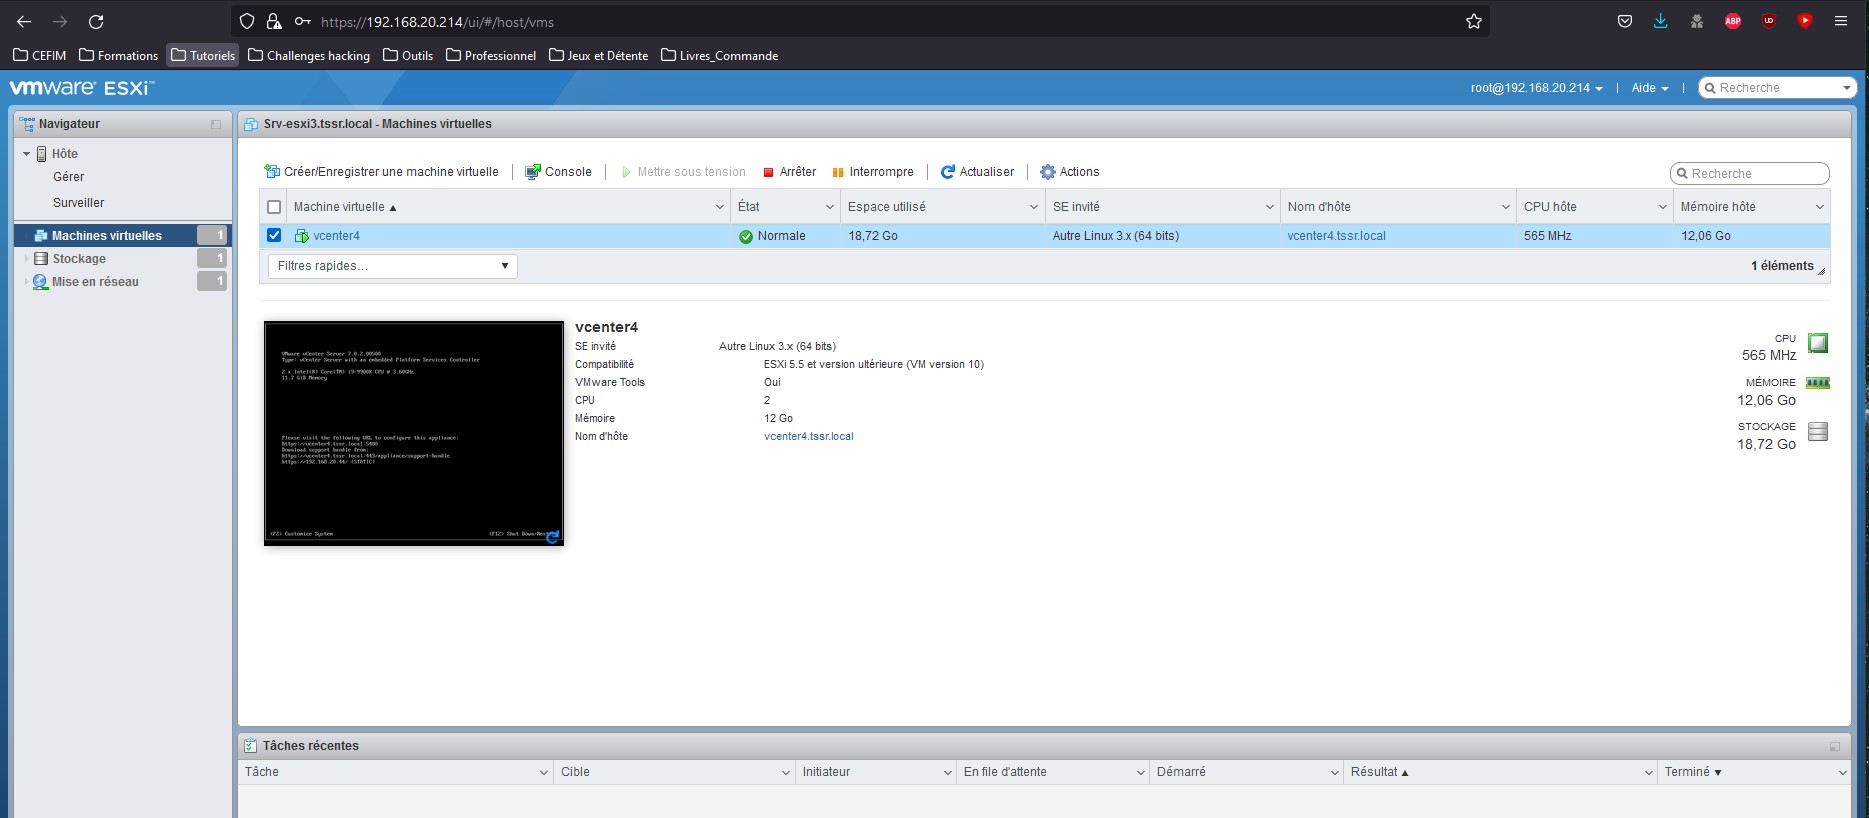 https://192.168.20.214/ui/#/host/vms
CEFIM Formations Tutoriels Challenges hacking Outils Professionnel Jeux et Détente Livres_Commande
vmware ESXi™
root@192.168.20.214 | Aide | Recherche
Navigateur
Hôte
Gérer
Surveiller
Machines virtuelles 1
Stockage 1
Mise en réseau 1
Srv-esxi3.tssr.local - Machines virtuelles
Créer/Enregistrer une machine virtuelle | Console | Mettre sous tension Arrêter Interrompre | Actualiser | Actions
Recherche
Machine virtuelle État Espace utilisé SE invité Nom d'hôte CPU hôte Mémoire hôte
vcenter4 Normale 18,72 Go Autre Linux 3.x (64 bits) vcenter4.tssr.local 565 MHz 12,06 Go
Filtres rapides... 1 éléments
VMware vCenter Server 7.0.2.00500
Type: vCenter Server with an embedded Platform Services Controller
2 x Intel(R) Core(TM) i9-9900K CPU @ 3.60GHz
11.7 GiB Memory
Please visit the following URL to configure this appliance:
https://vcenter4.tssr.local:5480
Download support bundle from:
https://vcenter4.tssr.local:443/appliance/support-bundle
https://192.168.20.44/ (STATIC)
<F2> Customize System <F12> Shut Down/
vcenter4
SE invité Autre Linux 3.x (64 bits)
Compatibilité ESXi 5.5 et version ultérieure (VM version 10)
VMware Tools Oui
CPU 2
Mémoire 12 Go
Nom d'hôte vcenter4.tssr.local
CPU
565 MHz
MÉMOIRE
12,06 Go
STOCKAGE
18,72 Go
Tâches récentes
Tâche Cible Initiateur En file d'attente Démarré Résultat Terminé